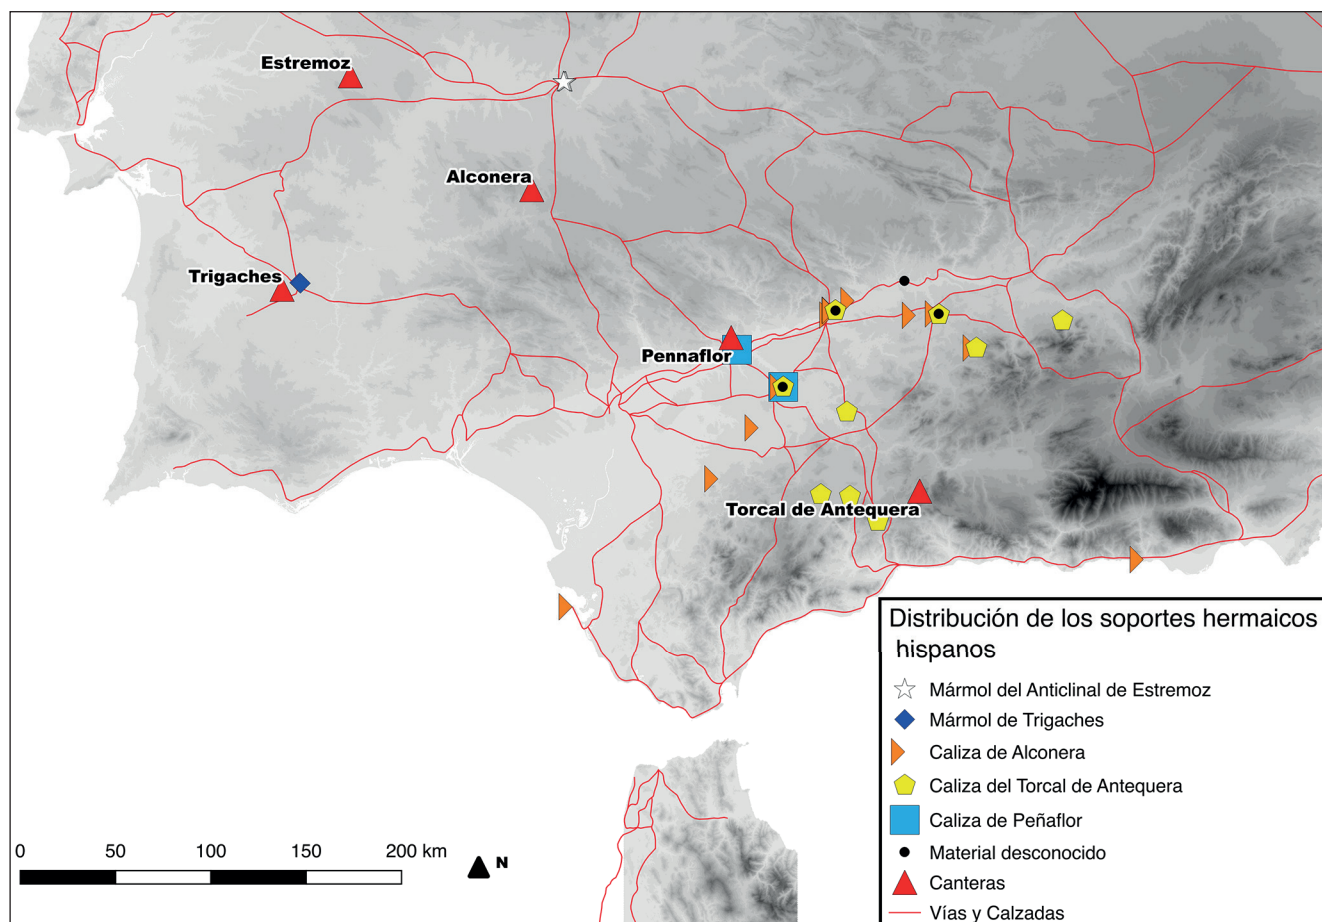 Estremoz
Alconera
Trigaches
Pennaflor
Torcal de Antequera
0 50 100 150 200 km
N
Distribución de los soportes hermaicos
hispanos
Mármol del Anticlinal de Estremoz
Mármol de Trigaches
Caliza de Alconera
Caliza del Torcal de Antequera
Caliza de Peñaflor
Material desconocido
Canteras
Vías y Calzadas